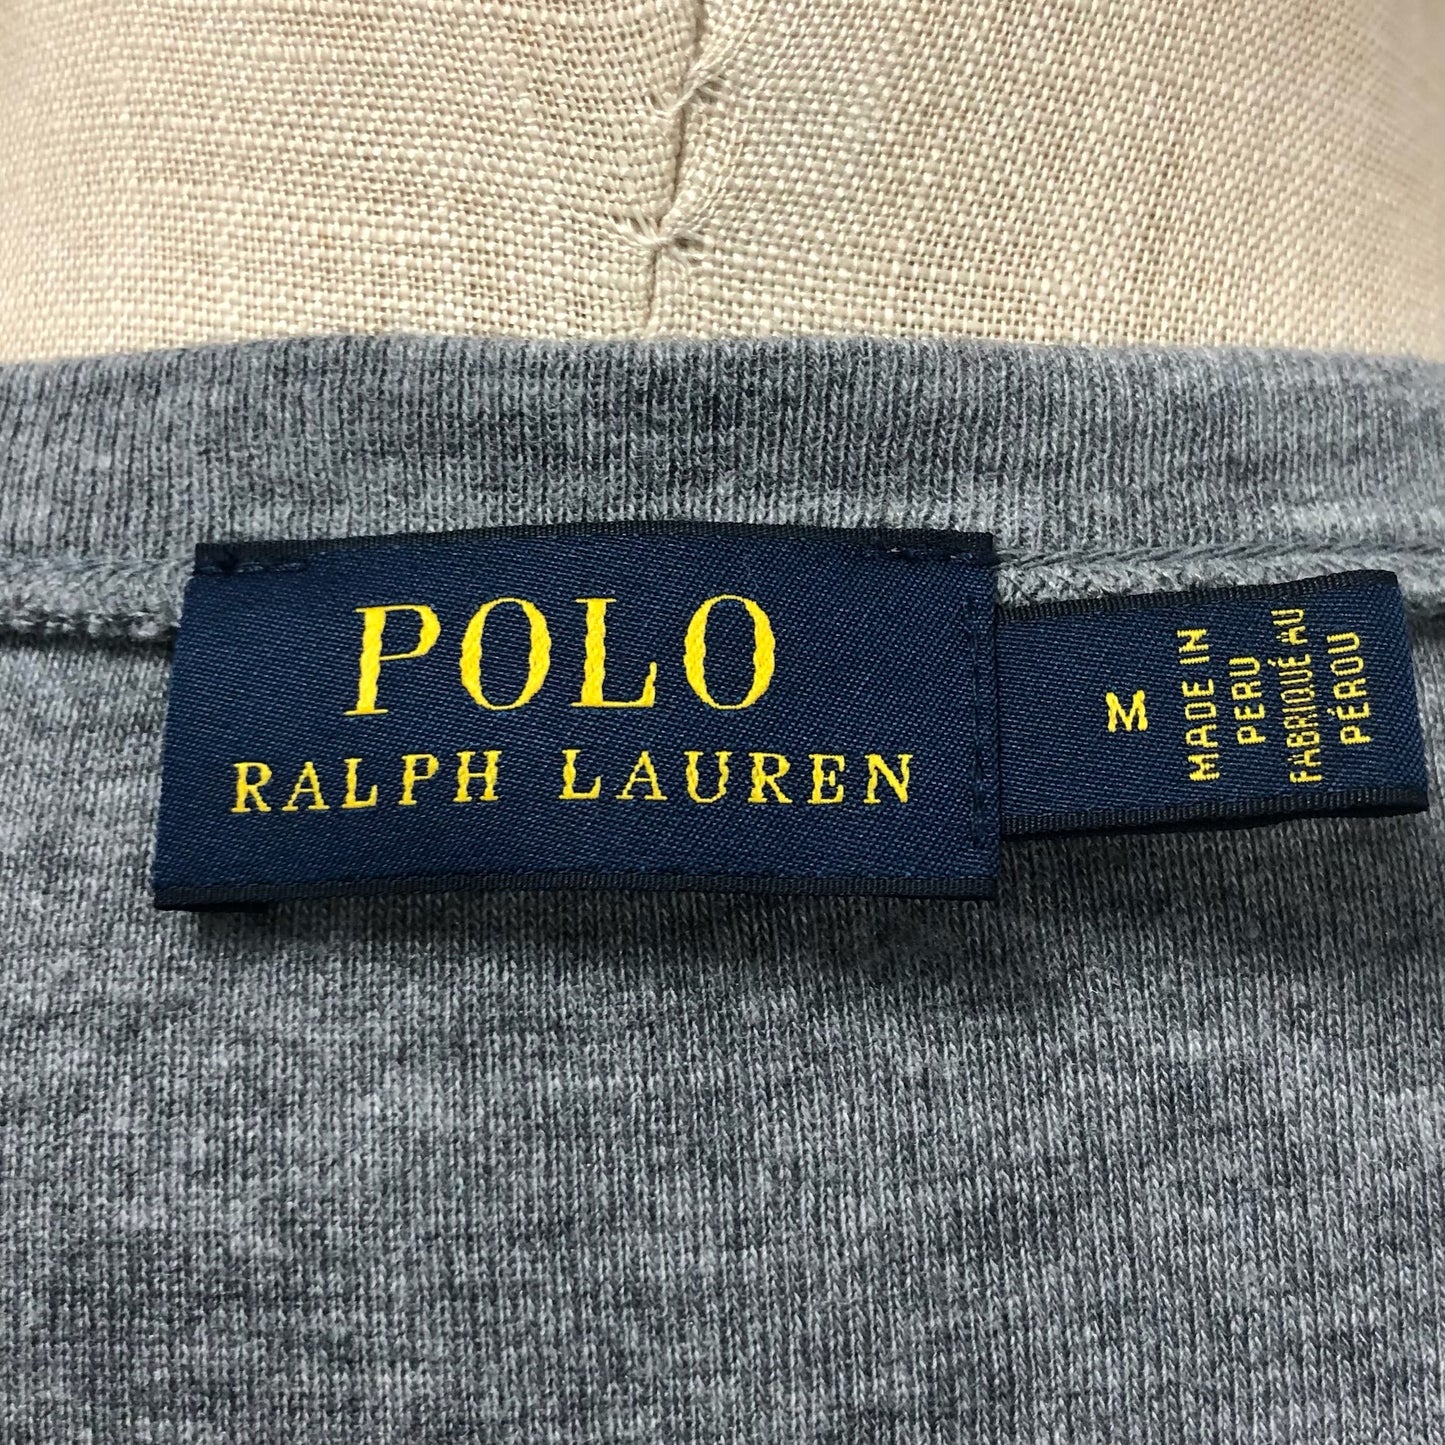 POLO
RALPH LAUREN
M
MADE IN
PERU
FABRIQUÉ AU
PÉROU